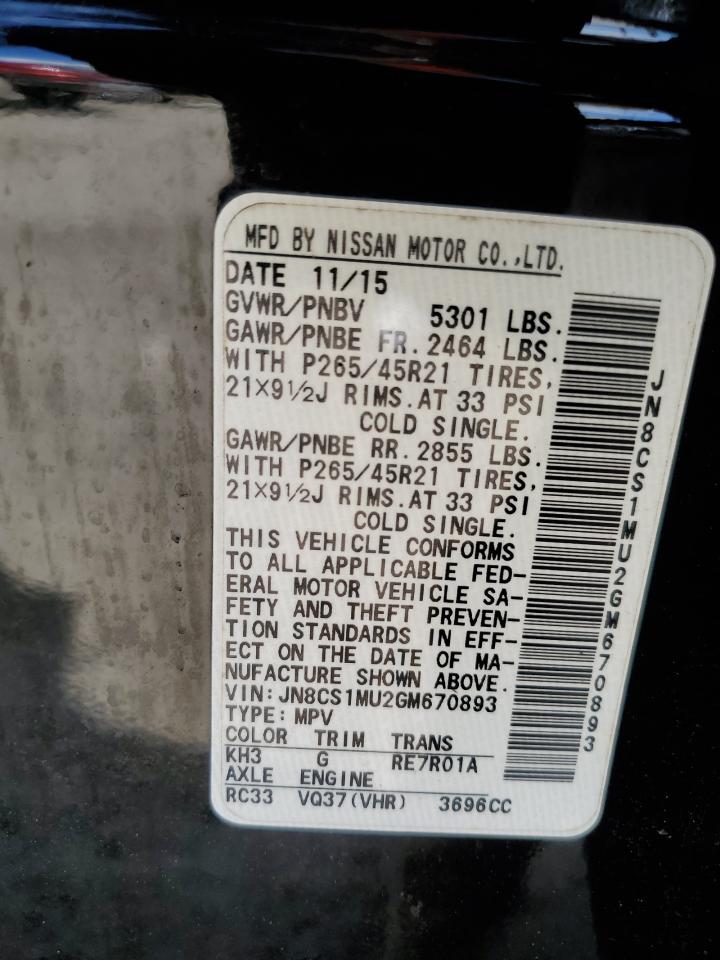 MFD BY NISSAN MOTOR CO.,LTD.
DATE 11/15
GVWR/PNBV 5301 LBS.
GAWR/PNBE FR. 2464 LBS.
WITH P265/45R21 TIRES,
21X9½J RIMS.AT 33 PSI
COLD SINGLE.
GAWR/PNBE RR. 2855 LBS.
WITH P265/45R21 TIRES,
21X9½J RIMS.AT 33 PSI
COLD SINGLE.
THIS VEHICLE CONFORMS
TO ALL APPLICABLE FED-
ERAL MOTOR VEHICLE SA-
FETY AND THEFT PREVEN-
TION STANDARDS IN EFF-
ECT ON THE DATE OF MA-
NUFACTURE SHOWN ABOVE.
VIN:JN8CS1MU2GM670893
TYPE:MPV
COLOR TRIM TRANS
KH3 G RE7R01A
AXLE ENGINE
RC33 VQ37(VHR) 3696CC
JN8CS1MU2GM670893